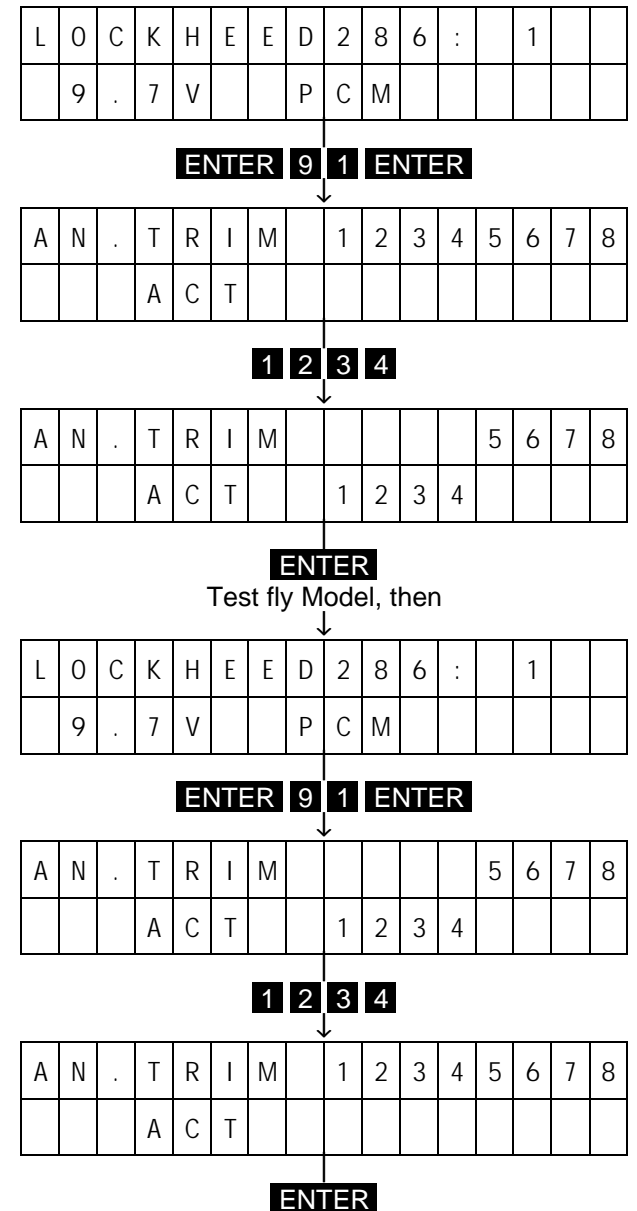 LOCKHEED286: 1
9.7V PCM
ENTER 9 1 ENTER
AN.TRIM 12345678
ACT
1 2 3 4
AN.TRIM 5678
ACT 1234
ENTER
Test fly Model, then
LOCKHEED286: 1
9.7V PCM
ENTER 9 1 ENTER
AN.TRIM 5678
ACT 1234
1 2 3 4
AN.TRIM 12345678
ACT
ENTER